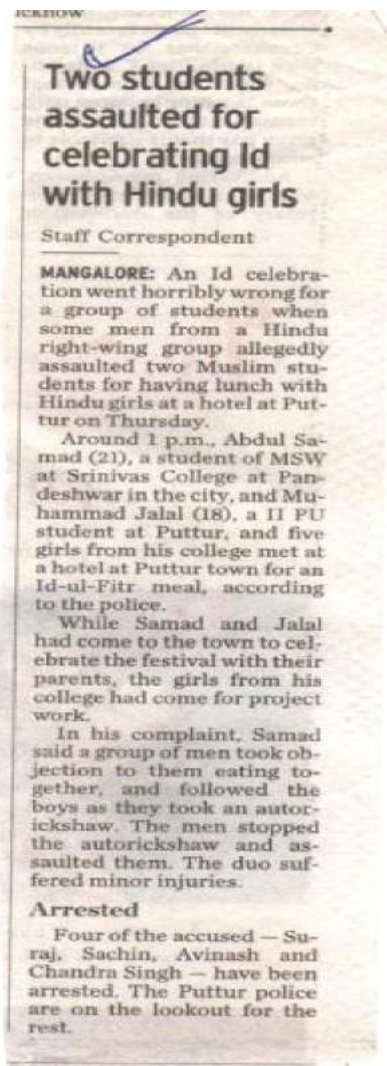 icknow
Two students
assaulted for
celebrating Id
with Hindu girls
Staff Correspondent
MANGALORE: An Id celebra-
tion went horribly wrong for
a group of students when
some men from a Hindu
right-wing group allegedly
assaulted two Muslim stu-
dents for having lunch with
Hindu girls at a hotel at Put-
tur on Thursday.
Around 1 p.m., Abdul Sa-
mad (21), a student of MSW
at Srinivas College at Pan-
deshwar in the city, and Mu-
hammad Jalal (18), a II PU
student at Puttur, and five
girls from his college met at
a hotel at Puttur town for an
Id-ul-Fitr meal, according
to the police.
While Samad and Jalal
had come to the town to cel-
ebrate the festival with their
parents, the girls from his
college had come for project
work.
In his complaint, Samad
said a group of men took ob-
jection to them eating to-
gether, and followed the
boys as they took an autor-
ickshaw. The men stopped
the autorickshaw and as-
saulted them. The duo suf-
fered minor injuries.
Arrested
Four of the accused — Su-
raj, Sachin, Avinash and
Chandra Singh — have been
arrested. The Puttur police
are on the lookout for the
rest.